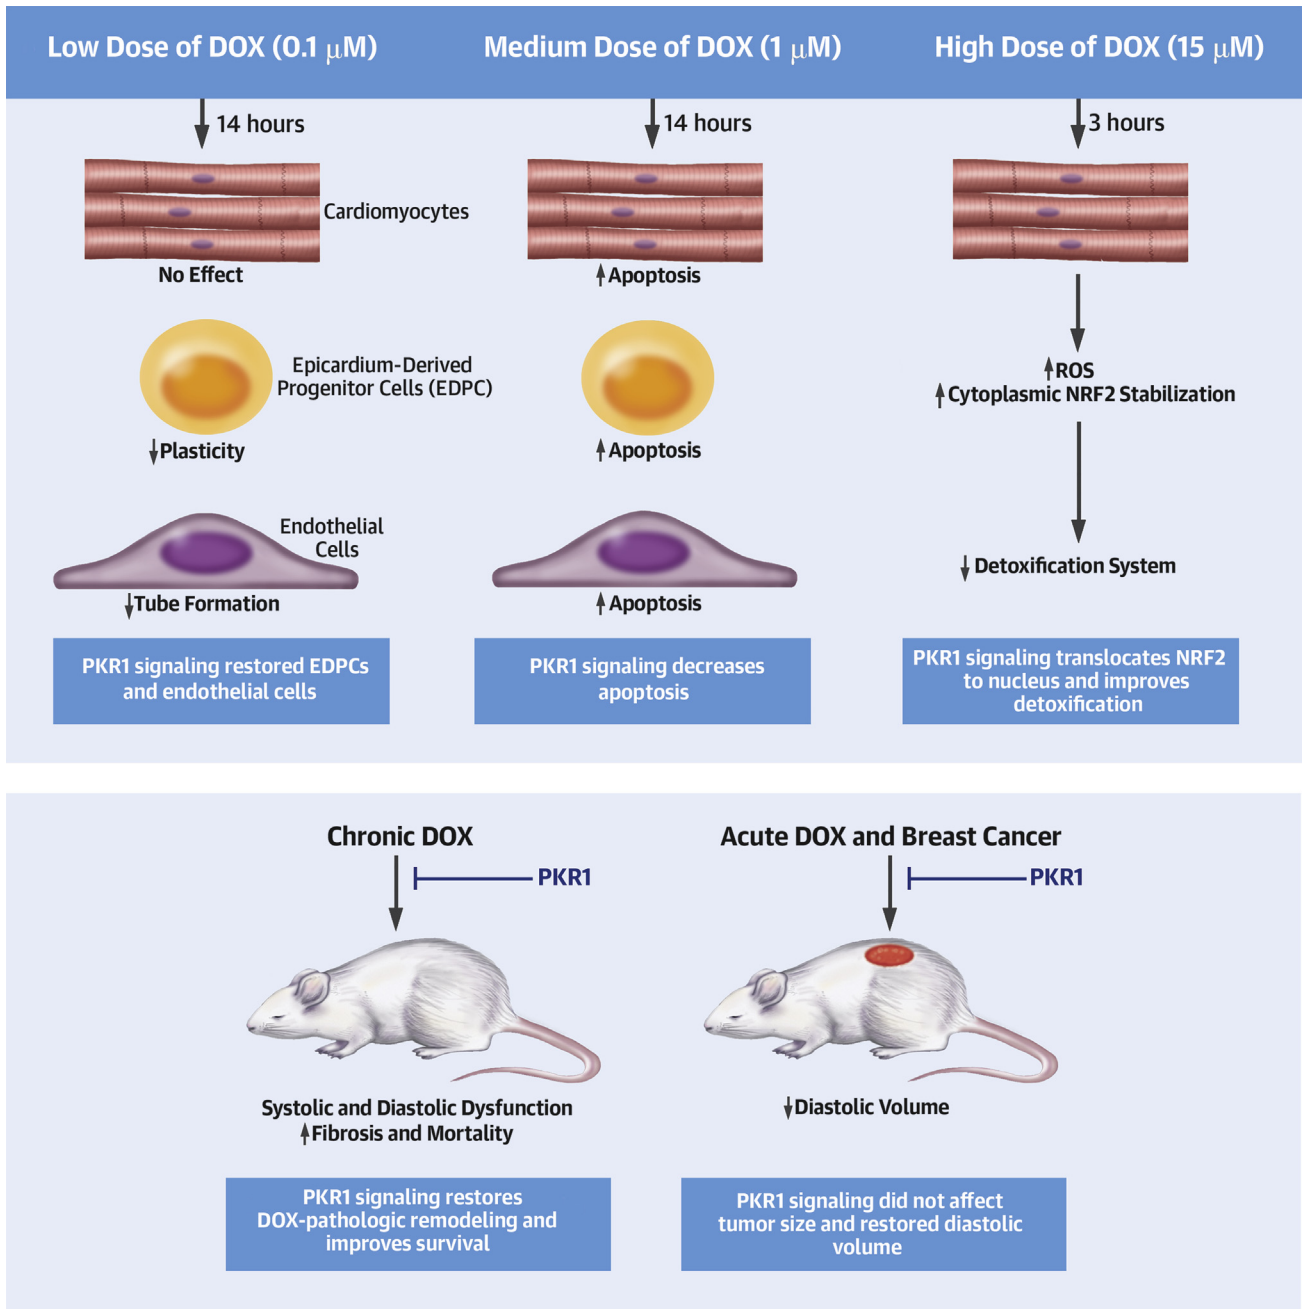 Low Dose of DOX (0.1 μM)
Medium Dose of DOX (1 μM)
High Dose of DOX (15 μM)
14 hours
14 hours
3 hours
Cardiomyocytes
No Effect
↑Apoptosis
Epicardium-Derived
Progenitor Cells (EDPC)
↓Plasticity
↑Apoptosis
↑ROS
↑Cytoplasmic NRF2 Stabilization
Endothelial
Cells
↓Tube Formation
↑Apoptosis
↓Detoxification System
PKR1 signaling restored EDPCs
and endothelial cells
PKR1 signaling decreases
apoptosis
PKR1 signaling translocates NRF2
to nucleus and improves
detoxification
Chronic DOX
PKR1
Systolic and Diastolic Dysfunction
↑Fibrosis and Mortality
PKR1 signaling restores
DOX-pathologic remodeling and
improves survival
Acute DOX and Breast Cancer
PKR1
↓Diastolic Volume
PKR1 signaling did not affect
tumor size and restored diastolic
volume